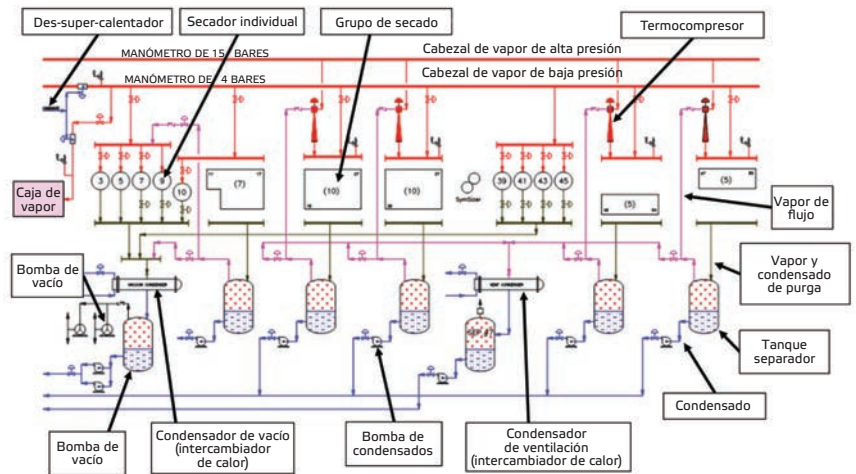 Des-super-calentador
Secador individual
Grupo de secado
Termocompresor
MANÓMETRO DE 15 BARES
Cabezal de vapor de alta presión
MANÓMETRO DE 4 BARES
Cabezal de vapor de baja presión
3
5
7
9
10
(7)
(10)
(10)
39
41
43
45
SymSizer
(5)
(5)
Caja de
vapor
Vapor de
flujo
Bomba de
vacío
Vapor y
condensado
de purga
Tanque
separador
Condensado
Bomba de
vacío
Condensador de vacío
(intercambiador
de calor)
Bomba de
condensados
Condensador
de ventilación
(intercambiador de calor)